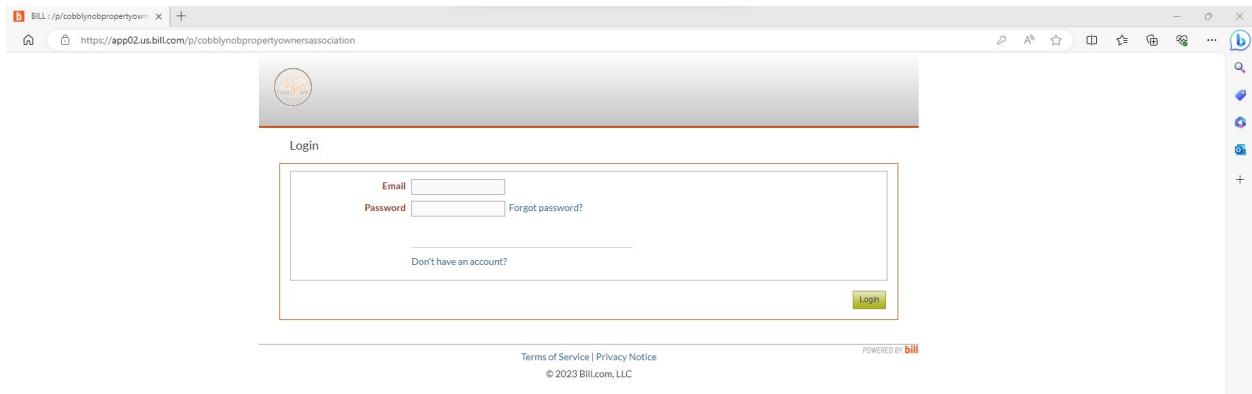 BILL : /p/cobblynobpropertyown
https://app02.us.bill.com/p/cobblynobpropertyownersassociation
Login
Email
Password Forgot password?
Don't have an account?
Login
Terms of Service | Privacy Notice
POWERED BY bill
© 2023 Bill.com, LLC